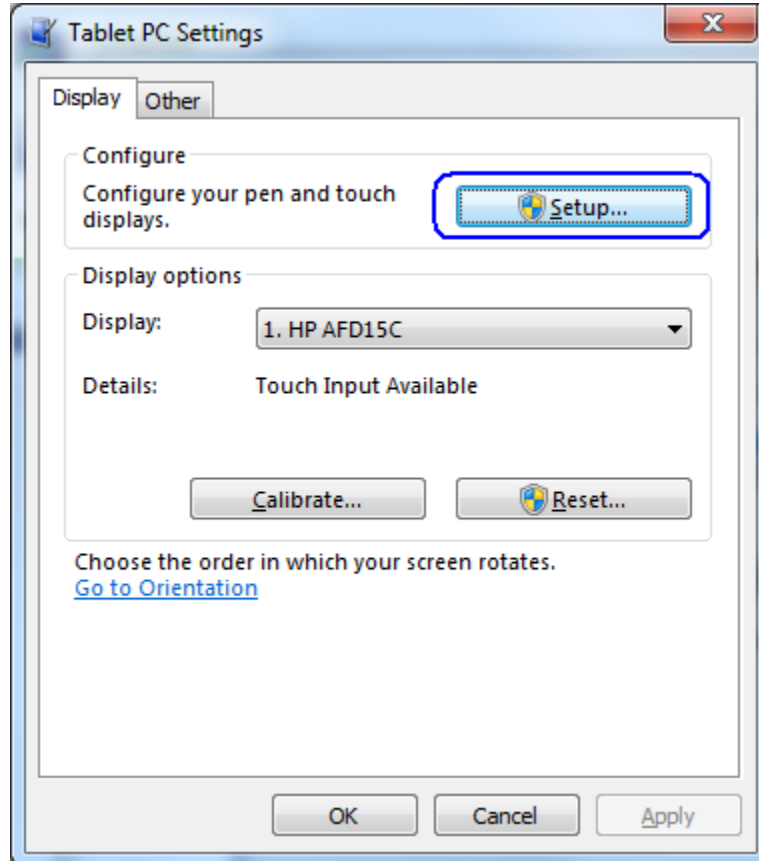 Tablet PC Settings
Display Other
Configure
Configure your pen and touch
displays.
Setup...
Display options
Display: 1. HP AFD15C
Details: Touch Input Available
Calibrate... Reset...
Choose the order in which your screen rotates.
Go to Orientation
OK Cancel Apply